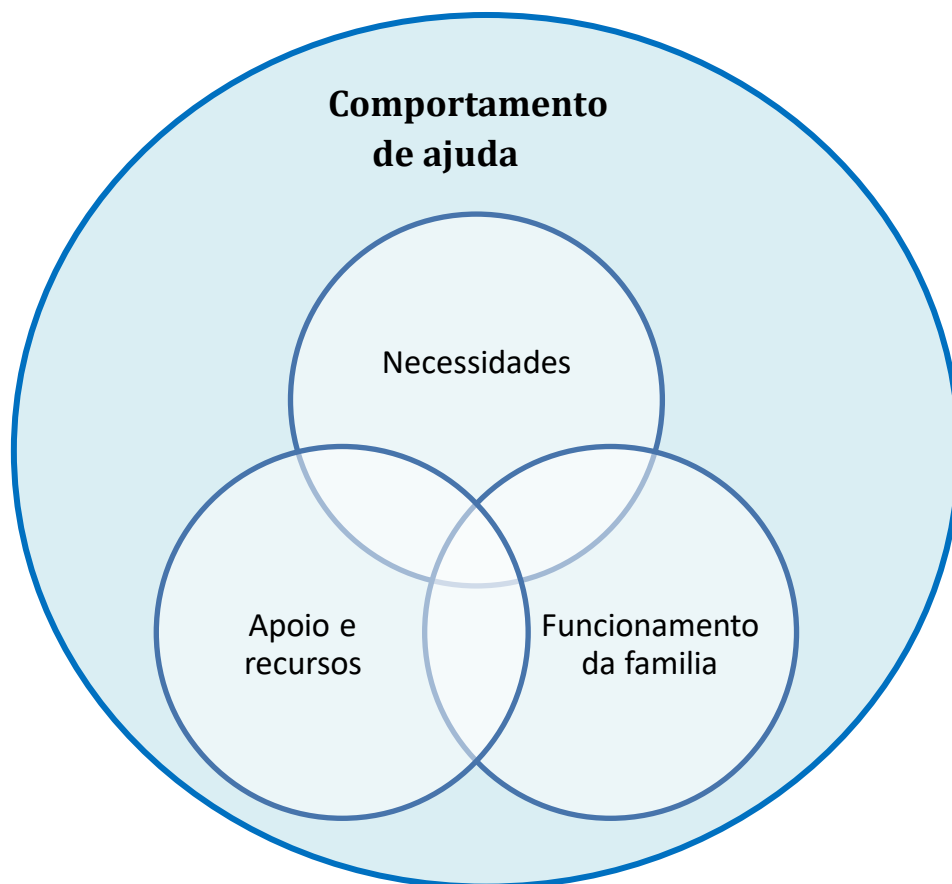 Comportamento
de ajuda
Necessidades
Apoio e
recursos
Funcionamento
da familia